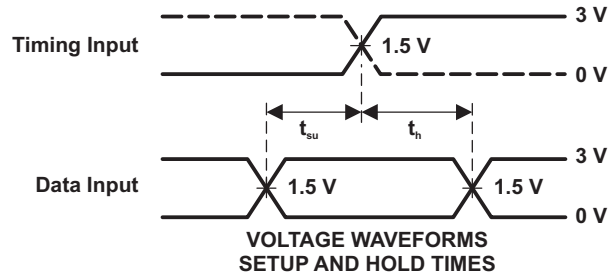 3 V
Timing Input
1.5 V
0 V
tsu
th
3 V
Data Input
1.5 V
1.5 V
0 V
VOLTAGE WAVEFORMS
SETUP AND HOLD TIMES